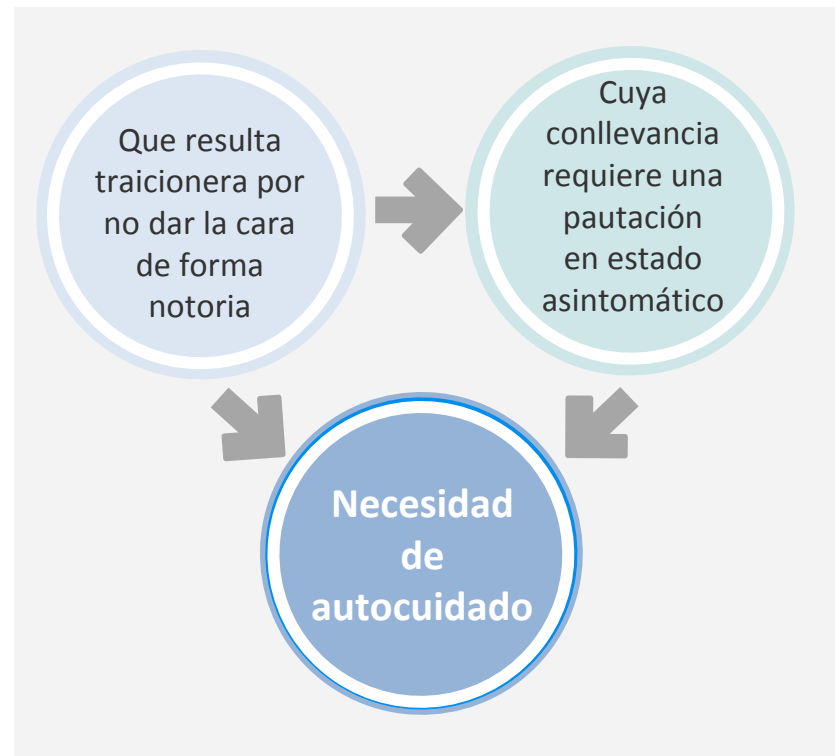 Que resulta
traicionera por
no dar la cara
de forma
notoria
Cuya
conllevancia
requiere una
pautación
en estado
asintomático
Necesidad
de
autocuidado